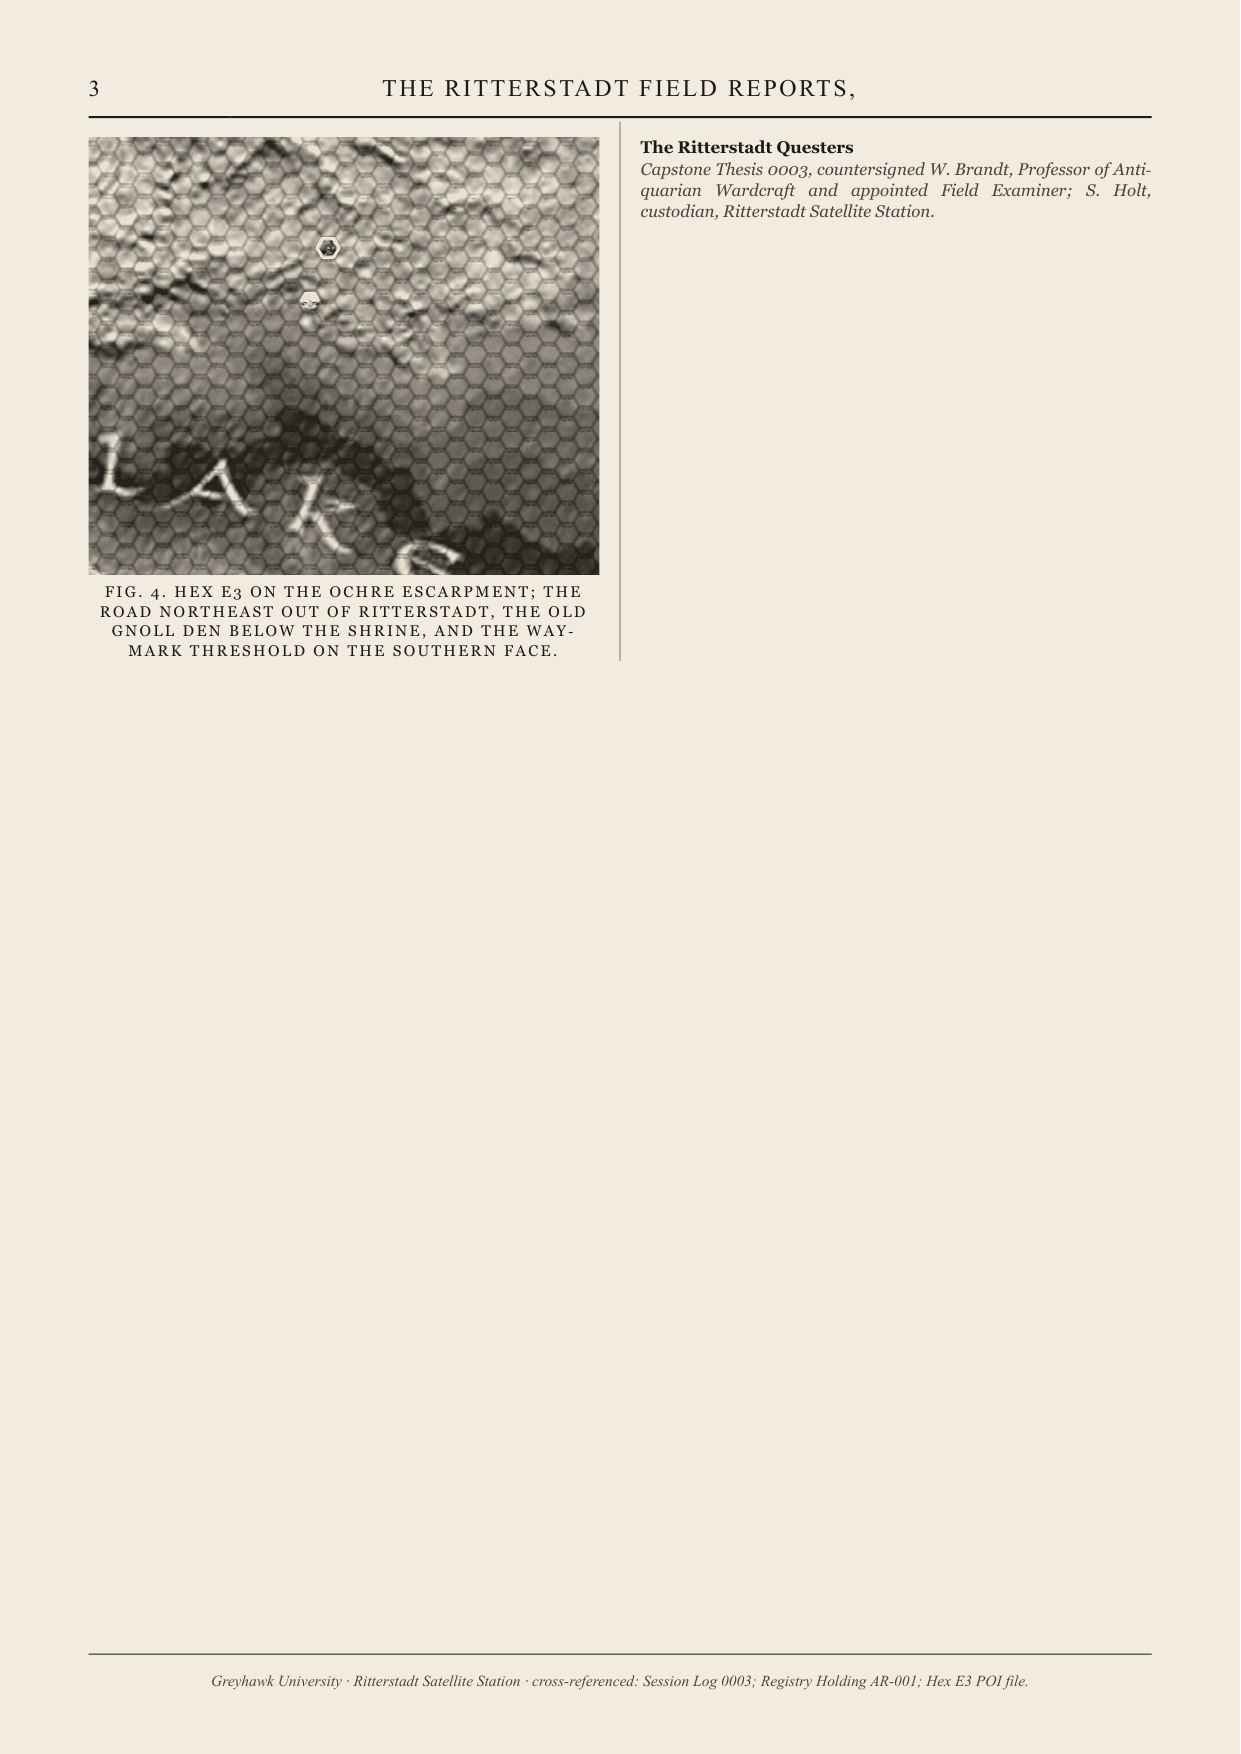 3
THE RITTERSTADT FIELD REPORTS,
L A K
FIG. 4. HEX E3 ON THE OCHRE ESCARPMENT; THE
ROAD NORTHEAST OUT OF RITTERSTADT, THE OLD
GNOLL DEN BELOW THE SHRINE, AND THE WAY-
MARK THRESHOLD ON THE SOUTHERN FACE.
The Ritterstadt Questers
Capstone Thesis 0003, countersigned W. Brandt, Professor of Anti-
quarian Wardcraft and appointed Field Examiner; S. Holt,
custodian, Ritterstadt Satellite Station.
Greyhawk University · Ritterstadt Satellite Station · cross-referenced: Session Log 0003; Registry Holding AR-001; Hex E3 POI file.